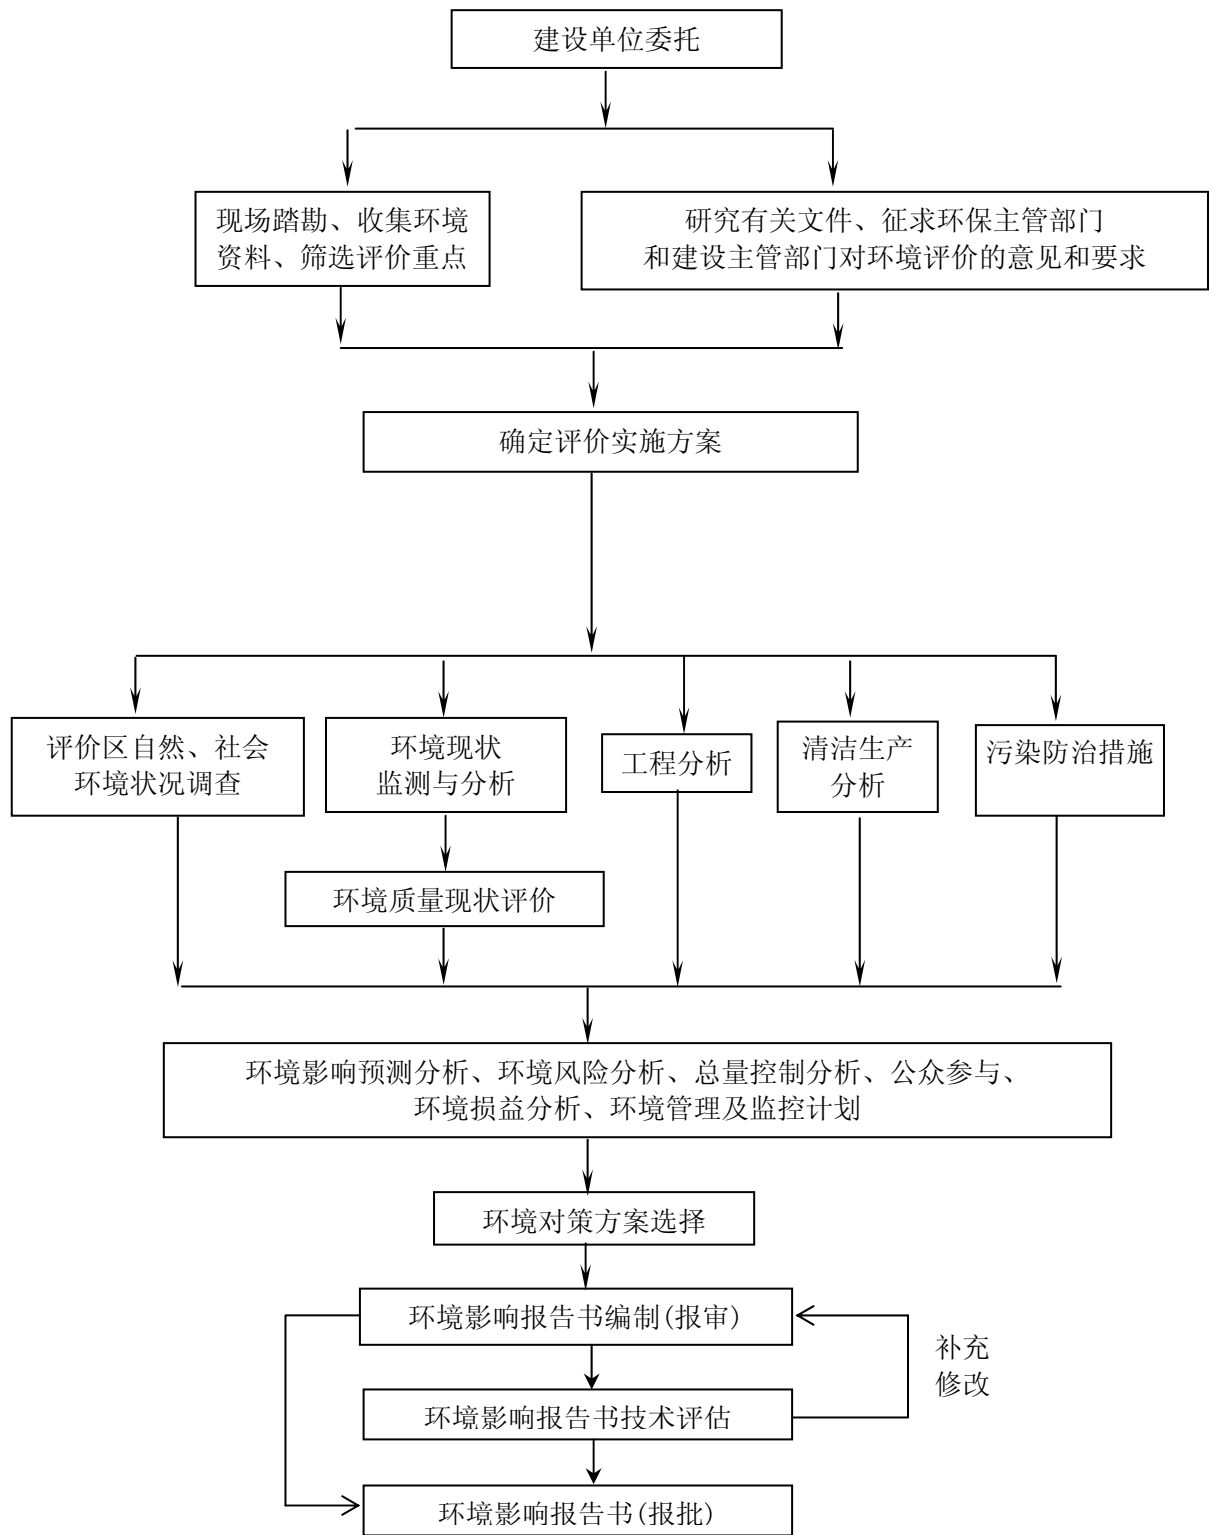 建设单位委托
现场踏勘、收集环境
资料、筛选评价重点
研究有关文件、征求环保主管部门
和建设主管部门对环境评价的意见和要求
确定评价实施方案
评价区自然、社会
环境状况调查
环境现状
监测与分析
工程分析
清洁生产
分析
污染防治措施
环境质量现状评价
环境影响预测分析、环境风险分析、总量控制分析、公众参与、
环境损益分析、环境管理及监控计划
环境对策方案选择
环境影响报告书编制(报审)
补充
修改
环境影响报告书技术评估
环境影响报告书(报批)